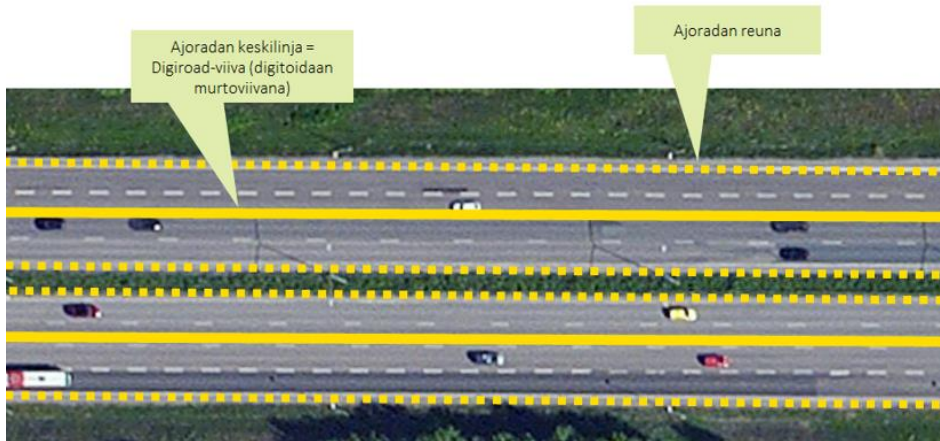 Ajoradan keskilinja =
Digiroad-viiva (digitoidaan
murtoviivana)
Ajoradan reuna